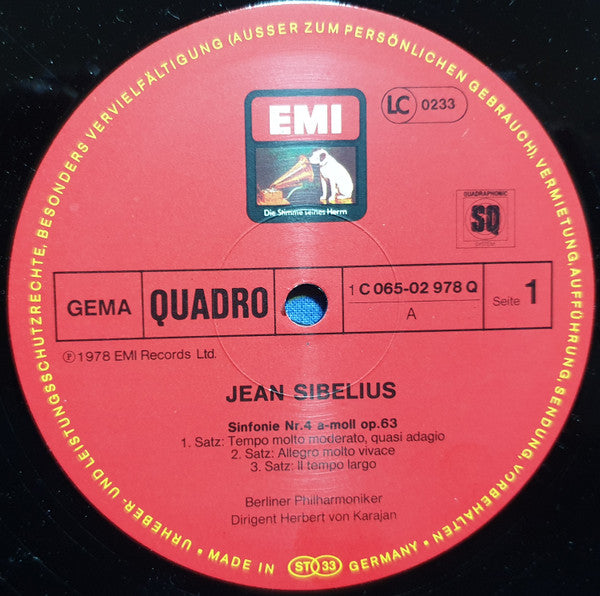 URHEBER- UND LEISTUNGSSCHUTZRECHTE, BESONDERS VERVIELFÄLTIGUNG (AUSSER ZUM PERSÖNLICHEN GEBRAUCH), VERMIETUNG, AUFFÜHRUNG, SENDUNG, VORBEHALTEN •
EMI
LC 0233
Die Stimme seines Herrn
QUADRAPHONIC
SQ
SYSTEM
GEMA
QUADRO
1 C 065-02 978 Q
A
Seite 1
℗ 1978 EMI Records Ltd.
JEAN SIBELIUS
Sinfonie Nr.4 a-moll op.63
1. Satz: Tempo molto moderato, quasi adagio
2. Satz: Allegro molto vivace
3. Satz: Il tempo largo
Berliner Philharmoniker
Dirigent Herbert von Karajan
• MADE IN ST 33 GERMANY •